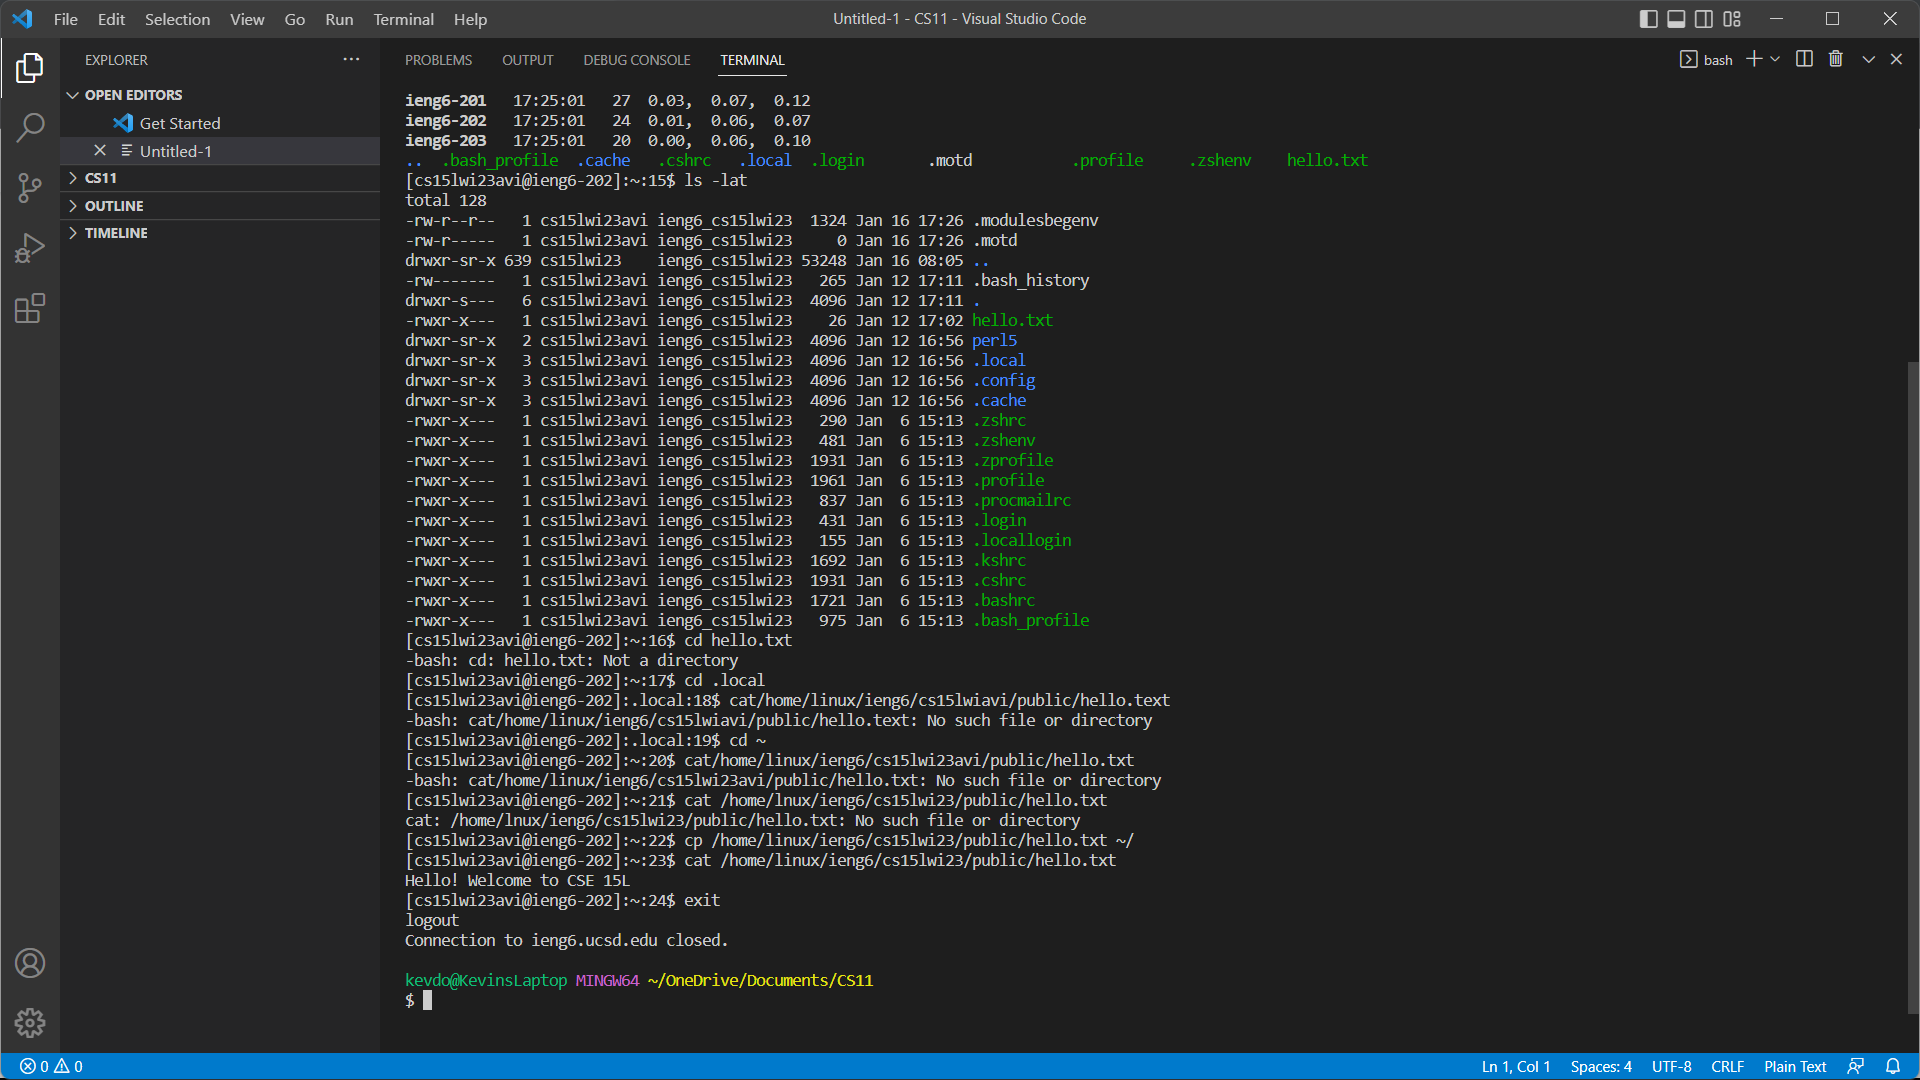 File Edit Selection View Go Run Terminal Help
Untitled-1 - CS11 - Visual Studio Code
EXPLORER
OPEN EDITORS
Get Started
Untitled-1
CS11
OUTLINE
TIMELINE
PROBLEMS OUTPUT DEBUG CONSOLE TERMINAL
bash
ieng6-201 17:25:01 27 0.03, 0.07, 0.12
ieng6-202 17:25:01 24 0.01, 0.06, 0.07
ieng6-203 17:25:01 20 0.00, 0.06, 0.10
.. .bash_profile .cache .cshrc .local .login .motd .profile .zshenv hello.txt
[cs15lwi23avi@ieng6-202]:~:15$ ls -lat
total 128
-rw-r--r-- 1 cs15lwi23avi ieng6_cs15lwi23 1324 Jan 16 17:26 .modulesbegenv
-rw-r----- 1 cs15lwi23avi ieng6_cs15lwi23 0 Jan 16 17:26 .motd
drwxr-sr-x 639 cs15lwi23 ieng6_cs15lwi23 53248 Jan 16 08:05 ..
-rw------- 1 cs15lwi23avi ieng6_cs15lwi23 265 Jan 12 17:11 .bash_history
drwxr-s--- 6 cs15lwi23avi ieng6_cs15lwi23 4096 Jan 12 17:11 .
-rwxr-x--- 1 cs15lwi23avi ieng6_cs15lwi23 26 Jan 12 17:02 hello.txt
drwxr-sr-x 2 cs15lwi23avi ieng6_cs15lwi23 4096 Jan 12 16:56 perl5
drwxr-sr-x 3 cs15lwi23avi ieng6_cs15lwi23 4096 Jan 12 16:56 .local
drwxr-sr-x 3 cs15lwi23avi ieng6_cs15lwi23 4096 Jan 12 16:56 .config
drwxr-sr-x 3 cs15lwi23avi ieng6_cs15lwi23 4096 Jan 12 16:56 .cache
-rwxr-x--- 1 cs15lwi23avi ieng6_cs15lwi23 290 Jan 6 15:13 .zshrc
-rwxr-x--- 1 cs15lwi23avi ieng6_cs15lwi23 481 Jan 6 15:13 .zshenv
-rwxr-x--- 1 cs15lwi23avi ieng6_cs15lwi23 1931 Jan 6 15:13 .zprofile
-rwxr-x--- 1 cs15lwi23avi ieng6_cs15lwi23 1961 Jan 6 15:13 .profile
-rwxr-x--- 1 cs15lwi23avi ieng6_cs15lwi23 837 Jan 6 15:13 .procmailrc
-rwxr-x--- 1 cs15lwi23avi ieng6_cs15lwi23 431 Jan 6 15:13 .login
-rwxr-x--- 1 cs15lwi23avi ieng6_cs15lwi23 155 Jan 6 15:13 .locallogin
-rwxr-x--- 1 cs15lwi23avi ieng6_cs15lwi23 1692 Jan 6 15:13 .kshrc
-rwxr-x--- 1 cs15lwi23avi ieng6_cs15lwi23 1931 Jan 6 15:13 .cshrc
-rwxr-x--- 1 cs15lwi23avi ieng6_cs15lwi23 1721 Jan 6 15:13 .bashrc
-rwxr-x--- 1 cs15lwi23avi ieng6_cs15lwi23 975 Jan 6 15:13 .bash_profile
[cs15lwi23avi@ieng6-202]:~:16$ cd hello.txt
-bash: cd: hello.txt: Not a directory
[cs15lwi23avi@ieng6-202]:~:17$ cd .local
[cs15lwi23avi@ieng6-202]:.local:18$ cat/home/linux/ieng6/cs15lwiavi/public/hello.text
-bash: cat/home/linux/ieng6/cs15lwiavi/public/hello.text: No such file or directory
[cs15lwi23avi@ieng6-202]:.local:19$ cd ~
[cs15lwi23avi@ieng6-202]:~:20$ cat/home/linux/ieng6/cs15lwi23avi/public/hello.txt
-bash: cat/home/linux/ieng6/cs15lwi23avi/public/hello.txt: No such file or directory
[cs15lwi23avi@ieng6-202]:~:21$ cat /home/lnux/ieng6/cs15lwi23/public/hello.txt
cat: /home/lnux/ieng6/cs15lwi23/public/hello.txt: No such file or directory
[cs15lwi23avi@ieng6-202]:~:22$ cp /home/linux/ieng6/cs15lwi23/public/hello.txt ~/
[cs15lwi23avi@ieng6-202]:~:23$ cat /home/linux/ieng6/cs15lwi23/public/hello.txt
Hello! Welcome to CSE 15L
[cs15lwi23avi@ieng6-202]:~:24$ exit
logout
Connection to ieng6.ucsd.edu closed.
kevdo@KevinsLaptop MINGW64 ~/OneDrive/Documents/CS11
$
0 0
Ln 1, Col 1 Spaces: 4 UTF-8 CRLF Plain Text